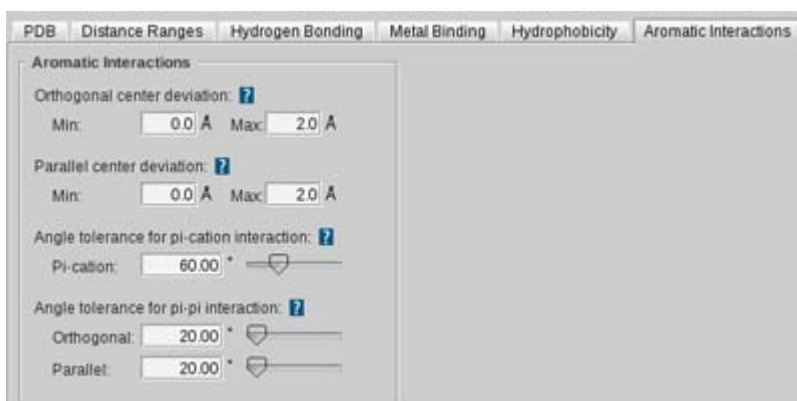 PDB Distance Ranges Hydrogen Bonding Metal Binding Hydrophobicity Aromatic Interactions
Aromatic Interactions
Orthogonal center deviation: ?
Min: 0.0 Å Max: 2.0 Å
Parallel center deviation: ?
Min: 0.0 Å Max: 2.0 Å
Angle tolerance for pi-cation interaction: ?
Pi-cation: 60.00 °
Angle tolerance for pi-pi interaction: ?
Orthogonal: 20.00 °
Parallel: 20.00 °